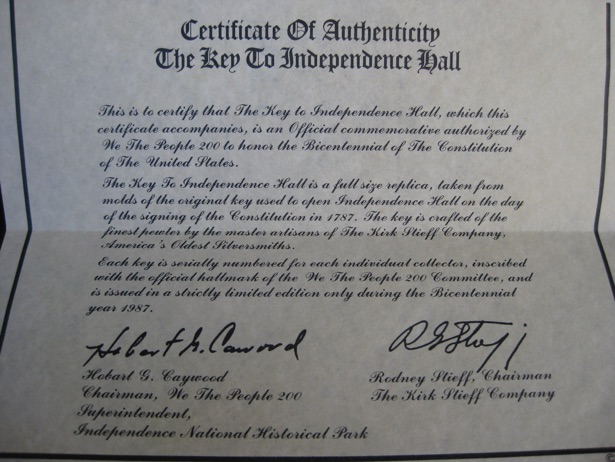 Certificate Of Authenticity
The Key To Independence Hall
This is to certify that The Key to Independence Hall, which this
certificate accompanies, is an Official commemorative authorized by
We The People 200 to honor the Bicentennial of The Constitution
of The United States.
The Key To Independence Hall is a full size replica, taken from
molds of the original key used to open Independence Hall on the day
of the signing of the Constitution in 1787. The key is crafted of the
finest pewter by the master artisans of The Kirk Stieff Company,
America's Oldest Silversmiths.
Each key is serially numbered for each individual collector, inscribed
with the official hallmark of the We The People 200 Committee, and
is issued in a strictly limited edition only during the Bicentennial
year 1987.
Hobart G. Cawood
Hobart G. Caywood
Chairman, We The People 200
Superintendent,
Independence National Historical Park
Rodney Stieff, Chairman
The Kirk Stieff Company